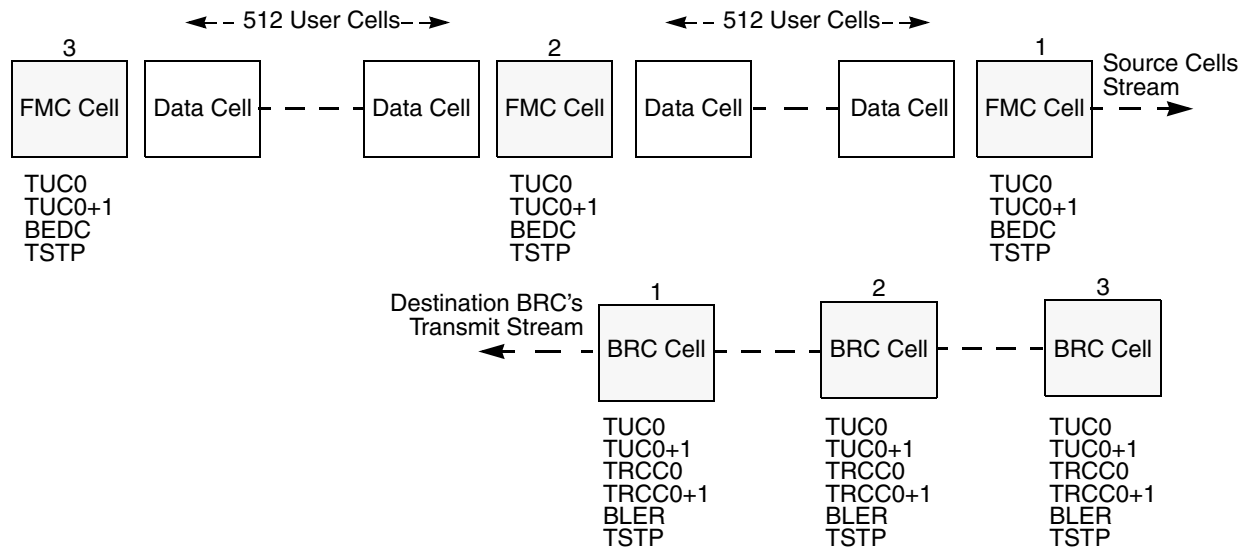 512 User Cells
512 User Cells
3
2
1
FMC Cell
Data Cell
Data Cell
FMC Cell
Data Cell
Data Cell
FMC Cell
Source Cells
Stream
TUC0
TUC0+1
BEDC
TSTP
TUC0
TUC0+1
BEDC
TSTP
TUC0
TUC0+1
BEDC
TSTP
Destination BRC's
Transmit Stream
1
2
3
BRC Cell
BRC Cell
BRC Cell
TUC0
TUC0+1
TRCC0
TRCC0+1
BLER
TSTP
TUC0
TUC0+1
TRCC0
TRCC0+1
BLER
TSTP
TUC0
TUC0+1
TRCC0
TRCC0+1
BLER
TSTP